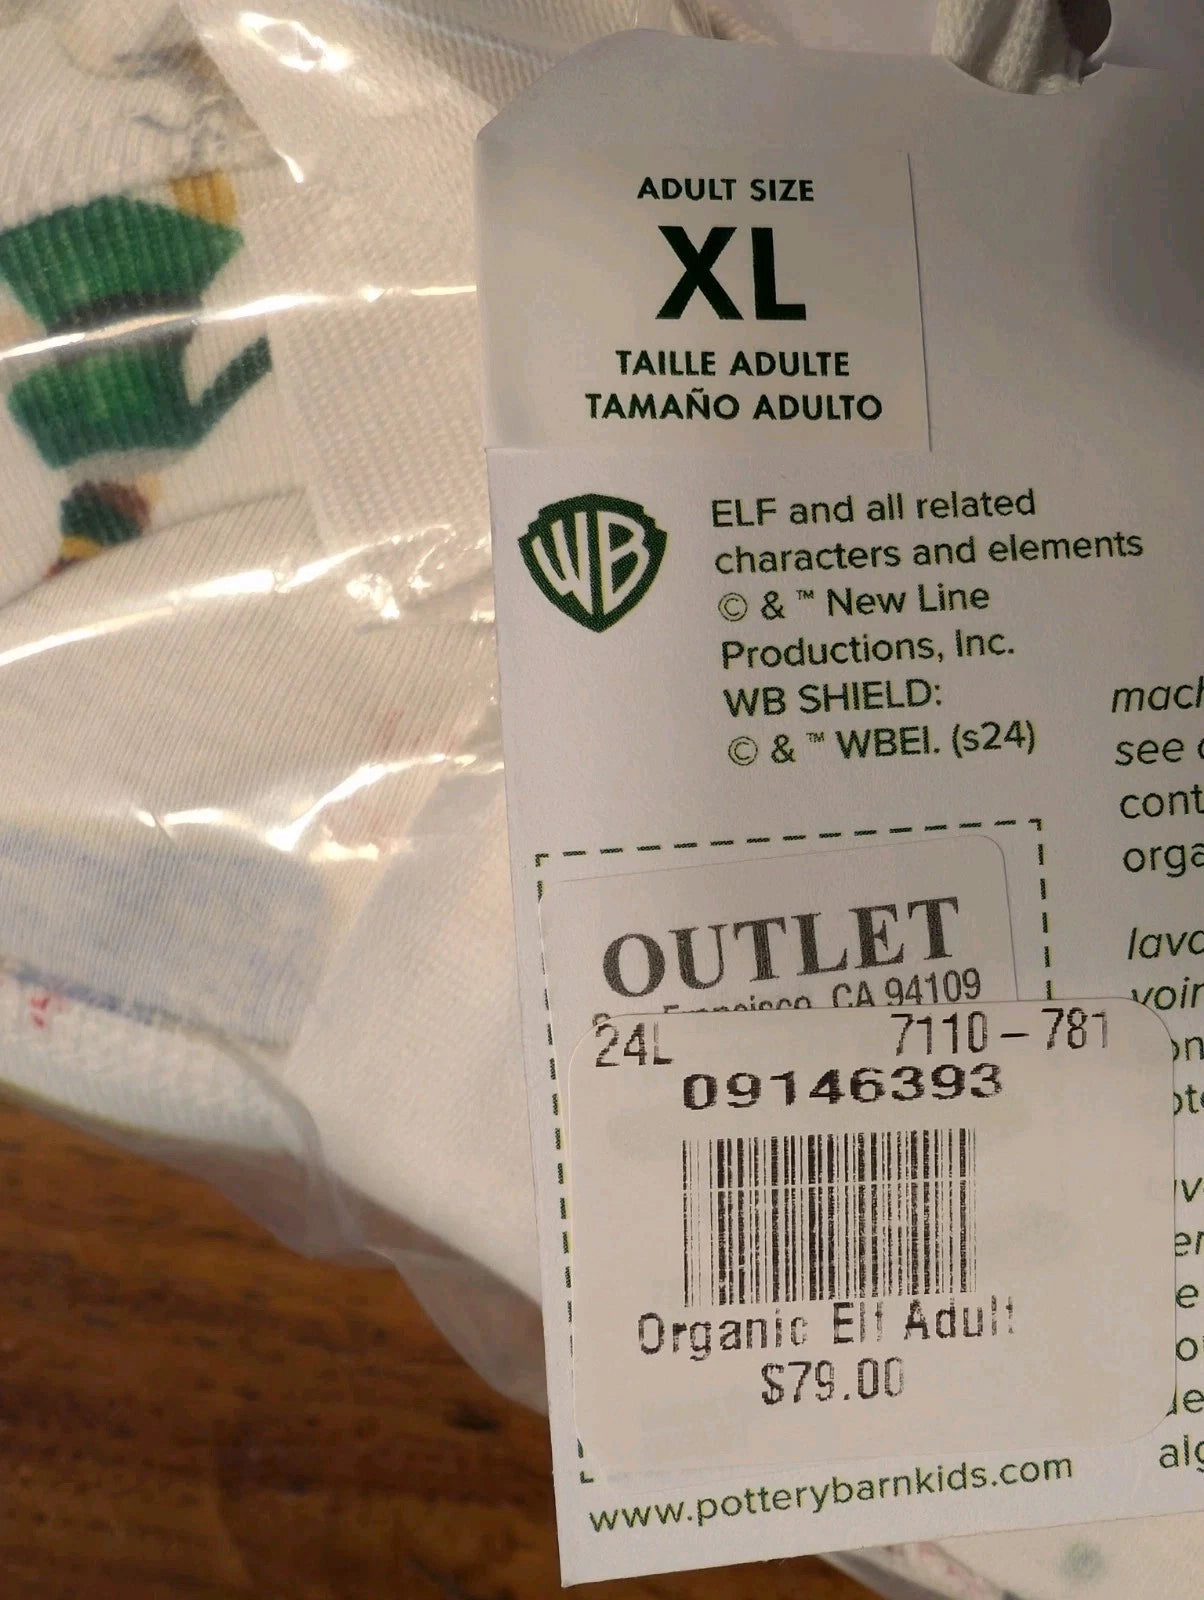 ADULT SIZE
XL
TAILLE ADULTE
TAMAÑO ADULTO
WB
ELF and all related
characters and elements
© & ™ New Line
Productions, Inc.
WB SHIELD:
© & ™ WBEI. (s24)
see
OUTLET
CA 94109
24L 7110-781
09146393
Organic Elf Adult
$79.00
www.potterybarnkids.com